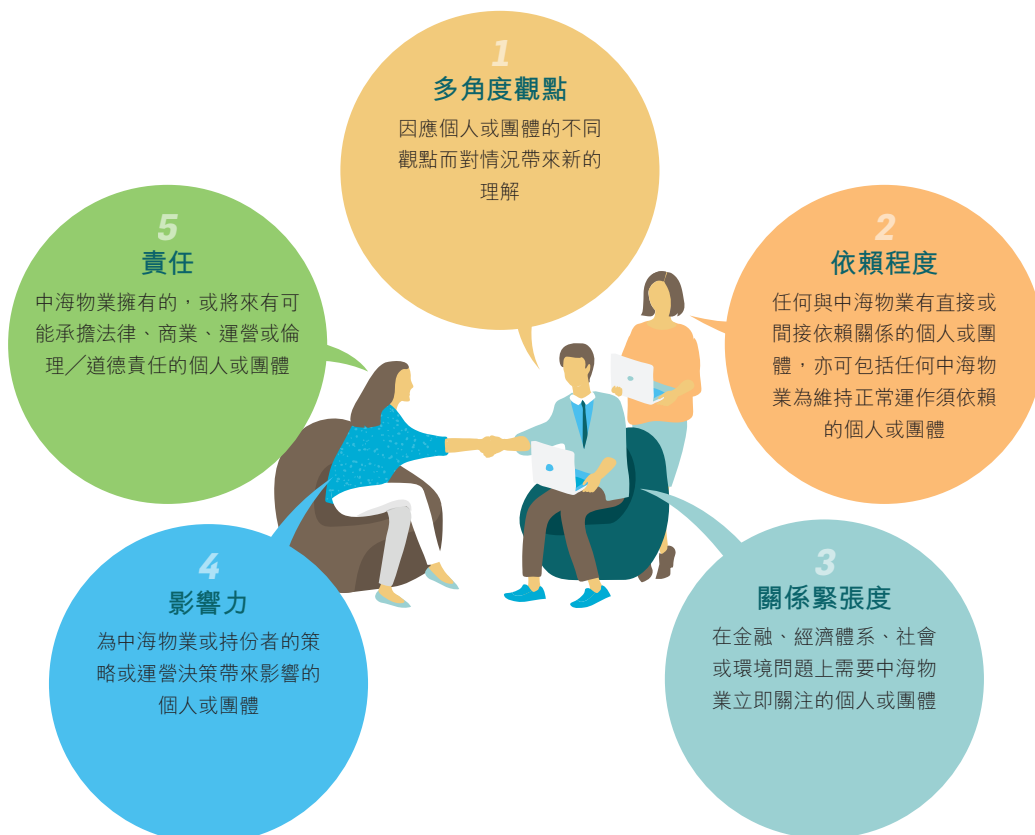 1
多角度觀點
因應個人或團體的不同
觀點而對情況帶來新的
理解
2
依賴程度
任何與中海物業有直接或
間接依賴關係的個人或團
體，亦可包括任何中海物
業為維持正常運作須依賴
的個人或團體
3
關係緊張度
在金融、經濟體系、社會
或環境問題上需要中海物
業立即關注的個人或團體
4
影響力
為中海物業或持份者的策
略或運營決策帶來影響的
個人或團體
5
責任
中海物業擁有的，或將來有可
能承擔法律、商業、運營或倫
理／道德責任的個人或團體